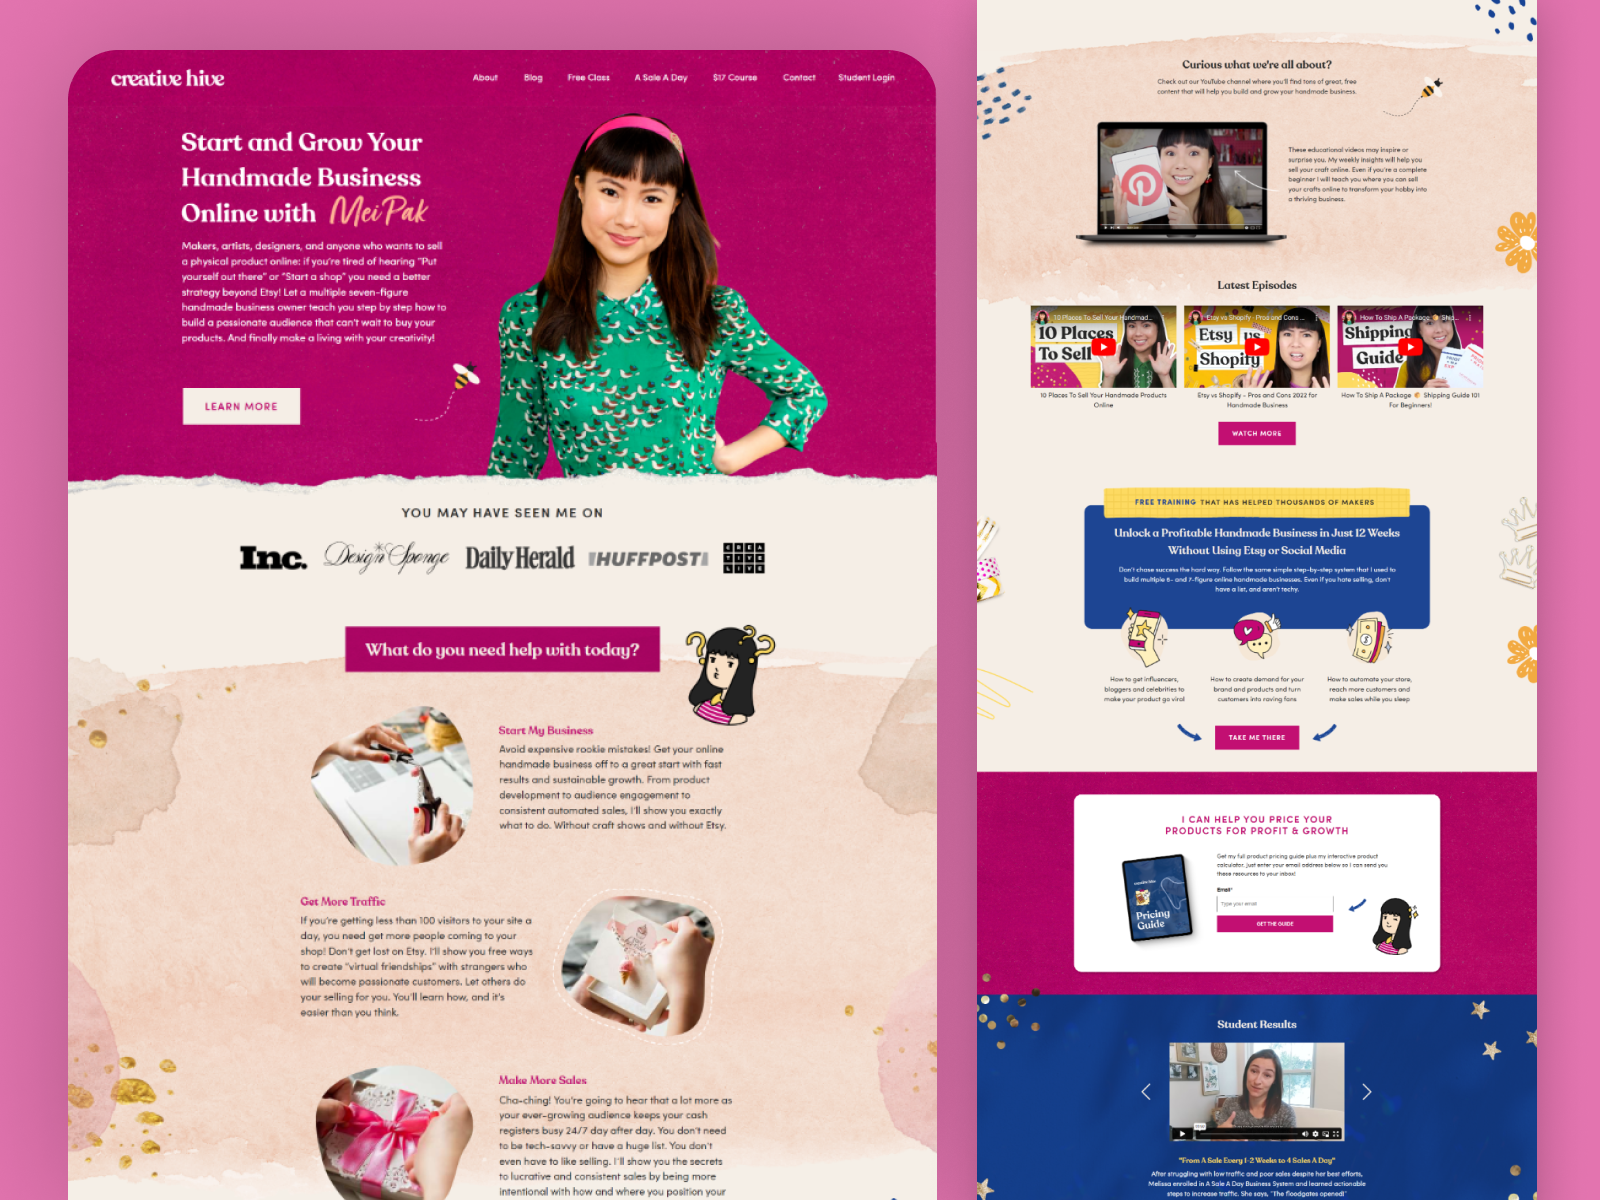 creative hive
About Blog Free Class A Sale A Day $17 Course Contact Student Login
Start and Grow Your
Handmade Business
Online with Mei Pak
Makers, artists, designers, and anyone who wants to sell
a physical product online: if you're tired of hearing "Put
yourself out there" or "Start a shop" you need a better
strategy beyond Etsy! Let a multiple seven-figure
handmade business owner teach you step by step how to
build a passionate audience that can't wait to buy your
products. And finally make a living with your creativity!
LEARN MORE
YOU MAY HAVE SEEN ME ON
Inc.
Design Sponge
Daily Herald
HUFFPOST
CREA
TIVE
LIVE
What do you need help with today?
Start My Business
Avoid expensive rookie mistakes! Get your online
handmade business off to a great start with fast
results and sustainable growth. From product
development to audience engagement to
consistent automated sales, I'll show you exactly
what to do. Without craft shows and without Etsy.
Get More Traffic
If you're getting less than 100 visitors to your site a
day, you need get more people coming to your
shop! Don't get lost on Etsy. I'll show you free ways
to create "virtual friendships" with strangers who
will become passionate customers. Let others do
your selling for you. You'll learn how, and it's
easier than you think.
Make More Sales
Cha-ching! You're going to hear that a lot more as
your ever-growing audience keeps your cash
registers busy 24/7 day after day. You don't need
to be tech-savvy or have a huge list. You don't
even have to like selling. I'll show you the secrets
to lucrative and consistent sales by being more
intentional with how and where you position your
Curious what we're all about?
Check out our YouTube channel where you'll find tons of great, free
content that will help you build and grow your handmade business.
These educational videos may inspire or
surprise you. My weekly insights will help you
sell your craft online. Even if you're a complete
beginner I will teach you where you can sell
your crafts online to transform your hobby into
a thriving business.
Latest Episodes
10 Places To Sell Your Handmad...
10 Places
To Sell
Etsy vs Shopify - Pros and Cons ...
Etsy vs
Shopify
How To Ship A Package 📦 Ship...
Shipping
Guide
10 Places To Sell Your Handmade Products
Online
Etsy vs Shopify - Pros and Cons 2022 for
Handmade Business
How To Ship A Package 📦 Shipping Guide 101
For Beginners!
WATCH MORE
FREE TRAINING THAT HAS HELPED THOUSANDS OF MAKERS
Unlock a Profitable Handmade Business in Just 12 Weeks
Without Using Etsy or Social Media
Don't chase success the hard way. Follow the same simple step-by-step system that I used to
build multiple 6- and 7-figure online handmade businesses. Even if you hate selling, don't
have a list, and aren't techy.
How to get influencers,
bloggers and celebrities to
make your product go viral
How to create demand for your
brand and products and turn
customers into raving fans
How to automate your store,
reach more customers and
make sales while you sleep
TAKE ME THERE
I CAN HELP YOU PRICE YOUR
PRODUCTS FOR PROFIT & GROWTH
Get my full product pricing guide plus my interactive product
calculator. Just enter your email address below so I can send you
these resources to your inbox!
Email*
Type your email
GET THE GUIDE
creative hive
Pricing
Guide
Student Results
"From A Sale Every 1-2 Weeks to 4 Sales A Day"
After struggling with low traffic and poor sales despite her best efforts,
Melissa enrolled in A Sale A Day Business System and learned actionable
steps to increase traffic. She says, "The floodgates opened!"